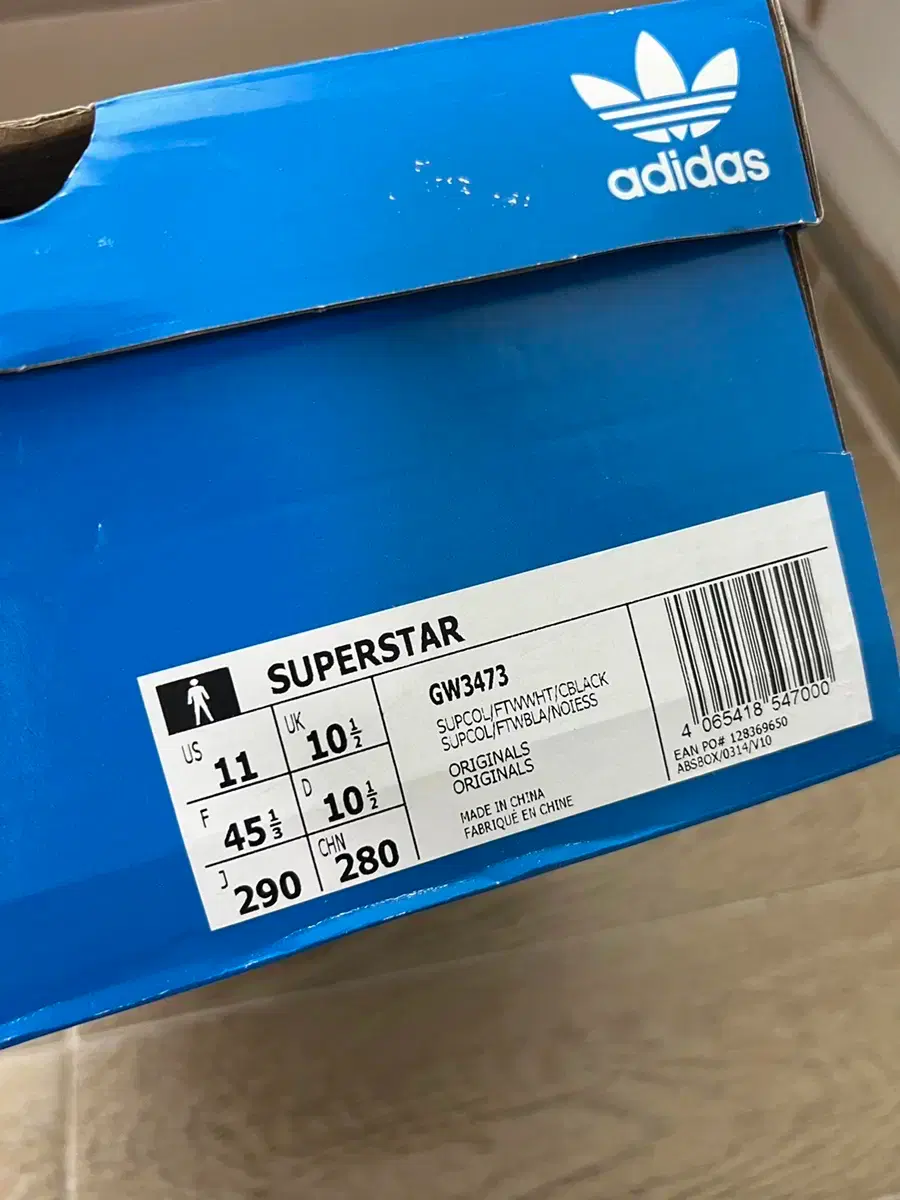 adidas
SUPERSTAR
US 11
UK 10 1/2
F 45 1/3
D 10 1/2
J 290
CHN 280
GW3473
SUPCOL/FTWWHT/CBLACK
SUPCOL/FTWBLA/NOIESS
ORIGINALS
ORIGINALS
MADE IN CHINA
FABRIQUÉ EN CHINE
4 065418 547000
EAN PO# 128369650
ABSBOX/0314/V10